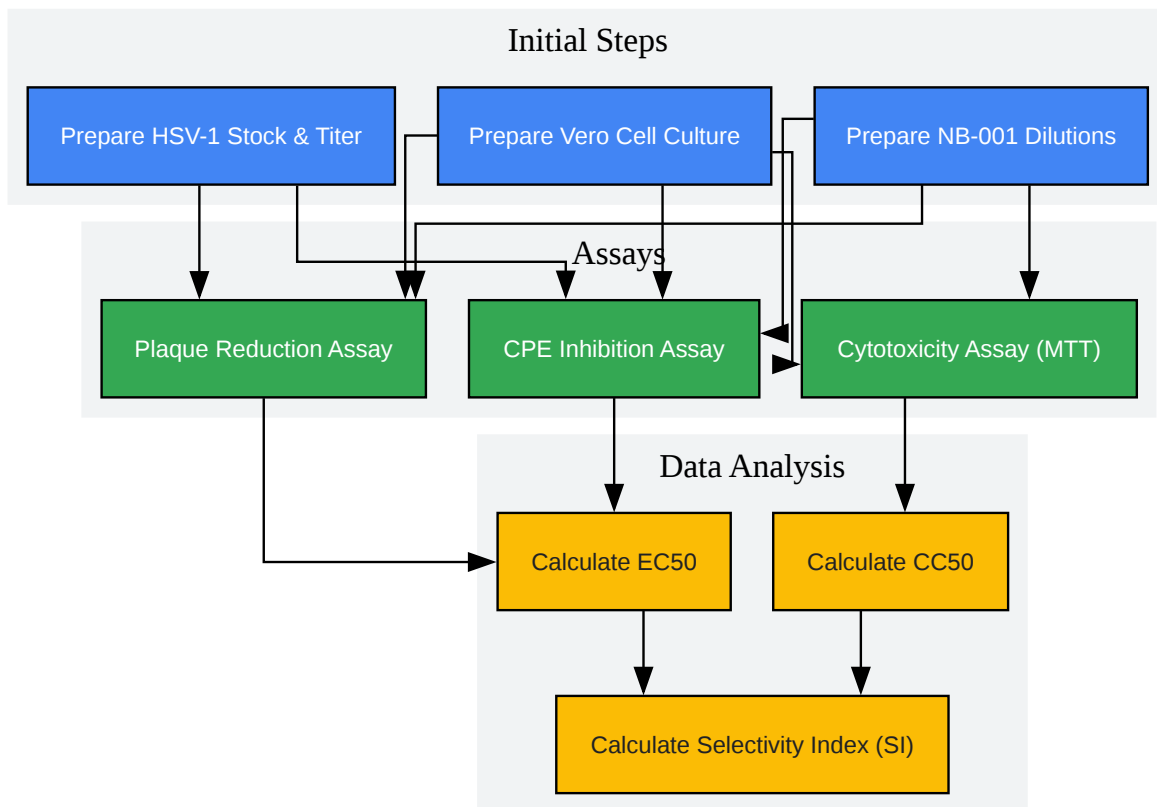 Initial Steps
Prepare HSV-1 Stock & Titer
Prepare Vero Cell Culture
Prepare NB-001 Dilutions
Assays
Plaque Reduction Assay
CPE Inhibition Assay
Cytotoxicity Assay (MTT)
Data Analysis
Calculate EC50
Calculate CC50
Calculate Selectivity Index (SI)